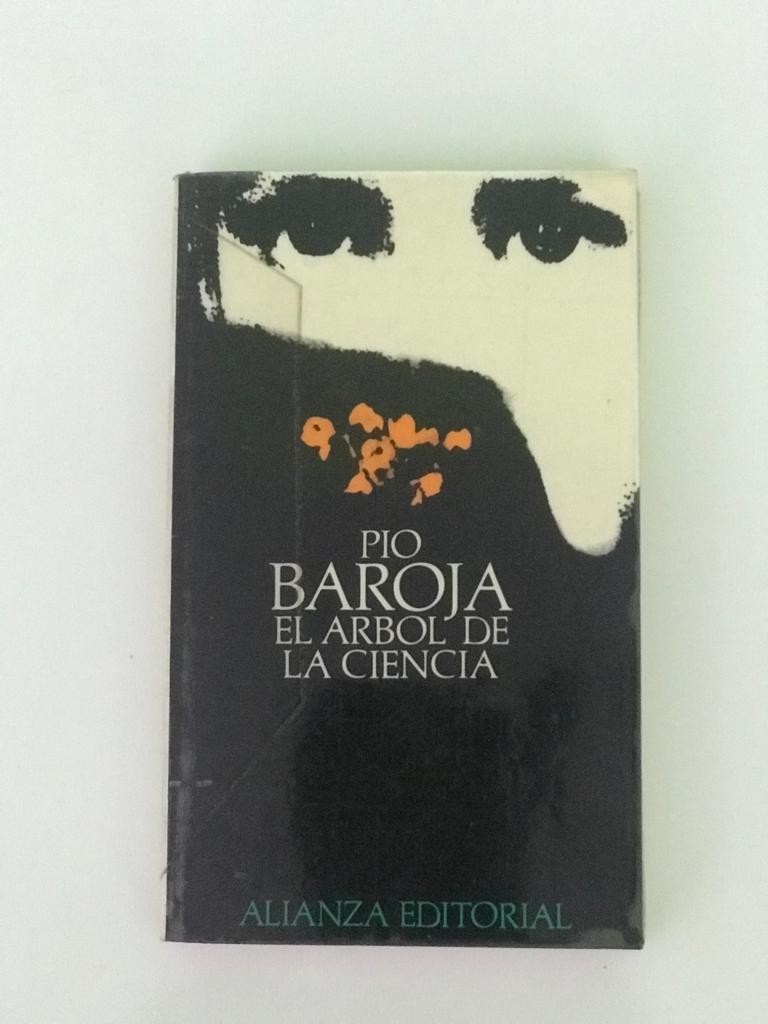 PIO
BAROJA
EL ARBOL DE
LA CIENCIA
ALIANZA EDITORIAL